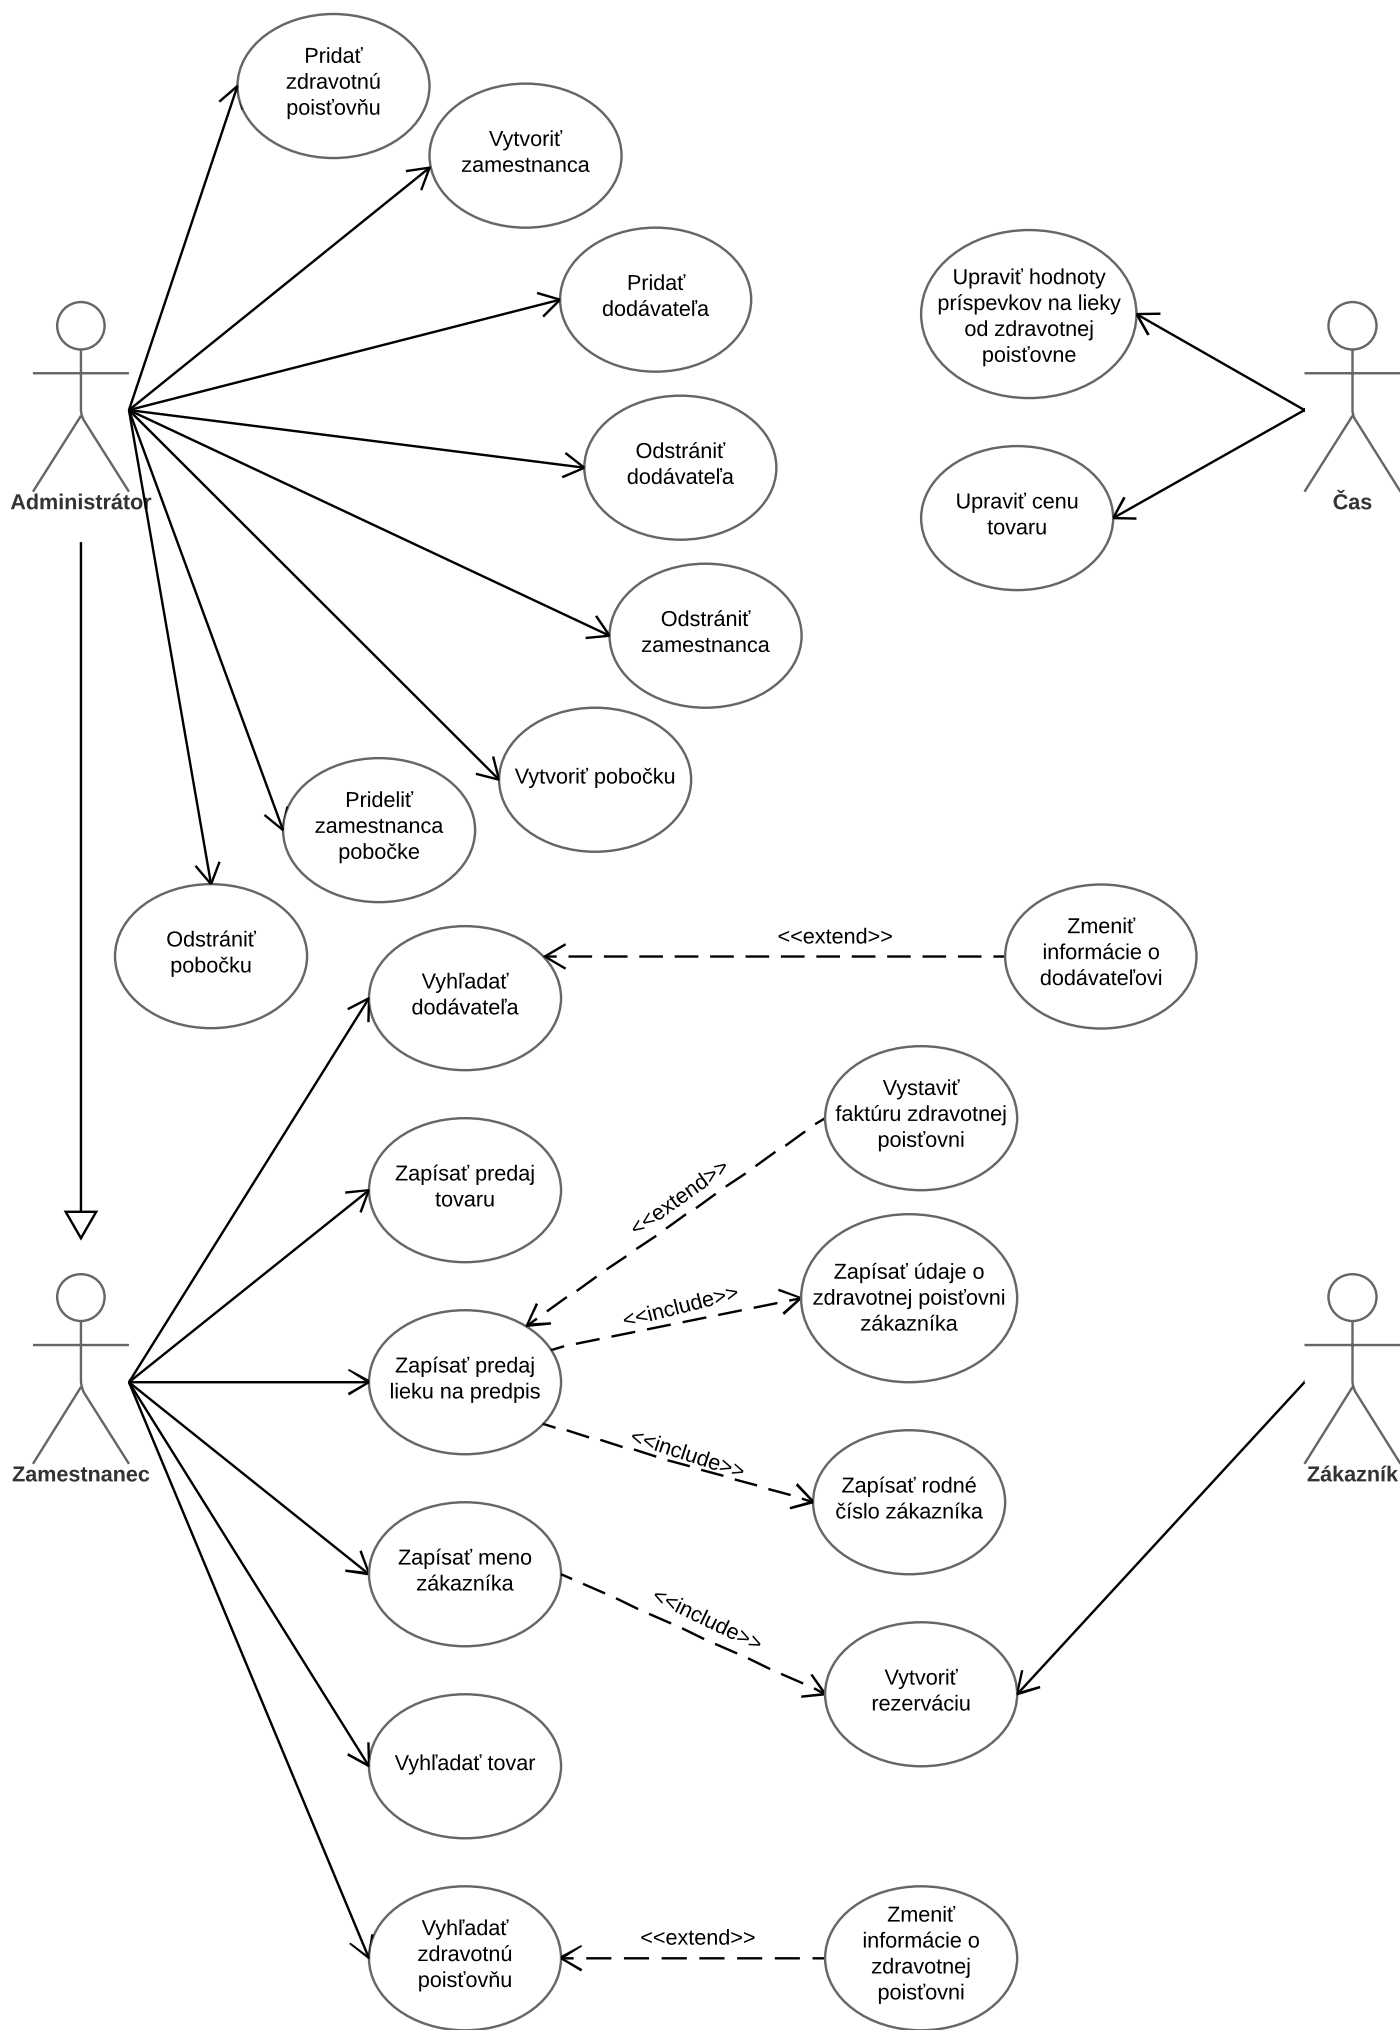 Pridať
zdravotnú
poisťovňu
Vytvoriť
zamestnanca
Pridať
dodávateľa
Upraviť hodnoty
príspevkov na lieky
od zdravotnej
poisťovne
Administrátor
Odstrániť
dodávateľa
Upraviť cenu
tovaru
Čas
Odstrániť
zamestnanca
Vytvoriť pobočku
Prideliť
zamestnanca
pobočke
Odstrániť
pobočku
Vyhľadať
dodávateľa
<<extend>>
Zmeniť
informácie o
dodávateľovi
Vystaviť
faktúru zdravotnej
poisťovni
Zapísať predaj
tovaru
<<extend>>
Zapísať údaje o
zdravotnej poisťovni
zákazníka
<<include>>
Zapísať predaj
lieku na predpis
Zamestnanec
<<include>>
Zapísať rodné
číslo zákazníka
Zákazník
Zapísať meno
zákazníka
<<include>>
Vytvoriť
rezerváciu
Vyhľadať tovar
Vyhľadať
zdravotnú
poisťovňu
<<extend>>
Zmeniť
informácie o
zdravotnej
poisťovni